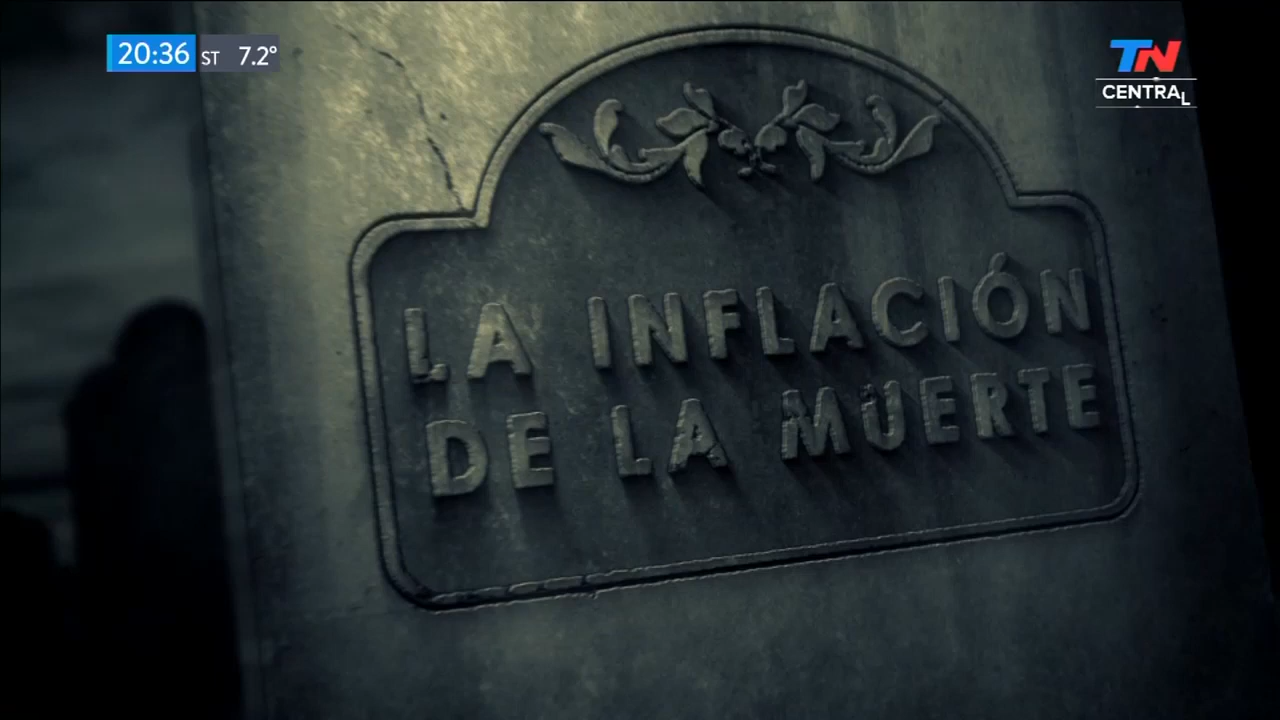 20:36 ST 7.2°
TN
CENTRAL
LA INFLACIÓN
DE LA MUERTE